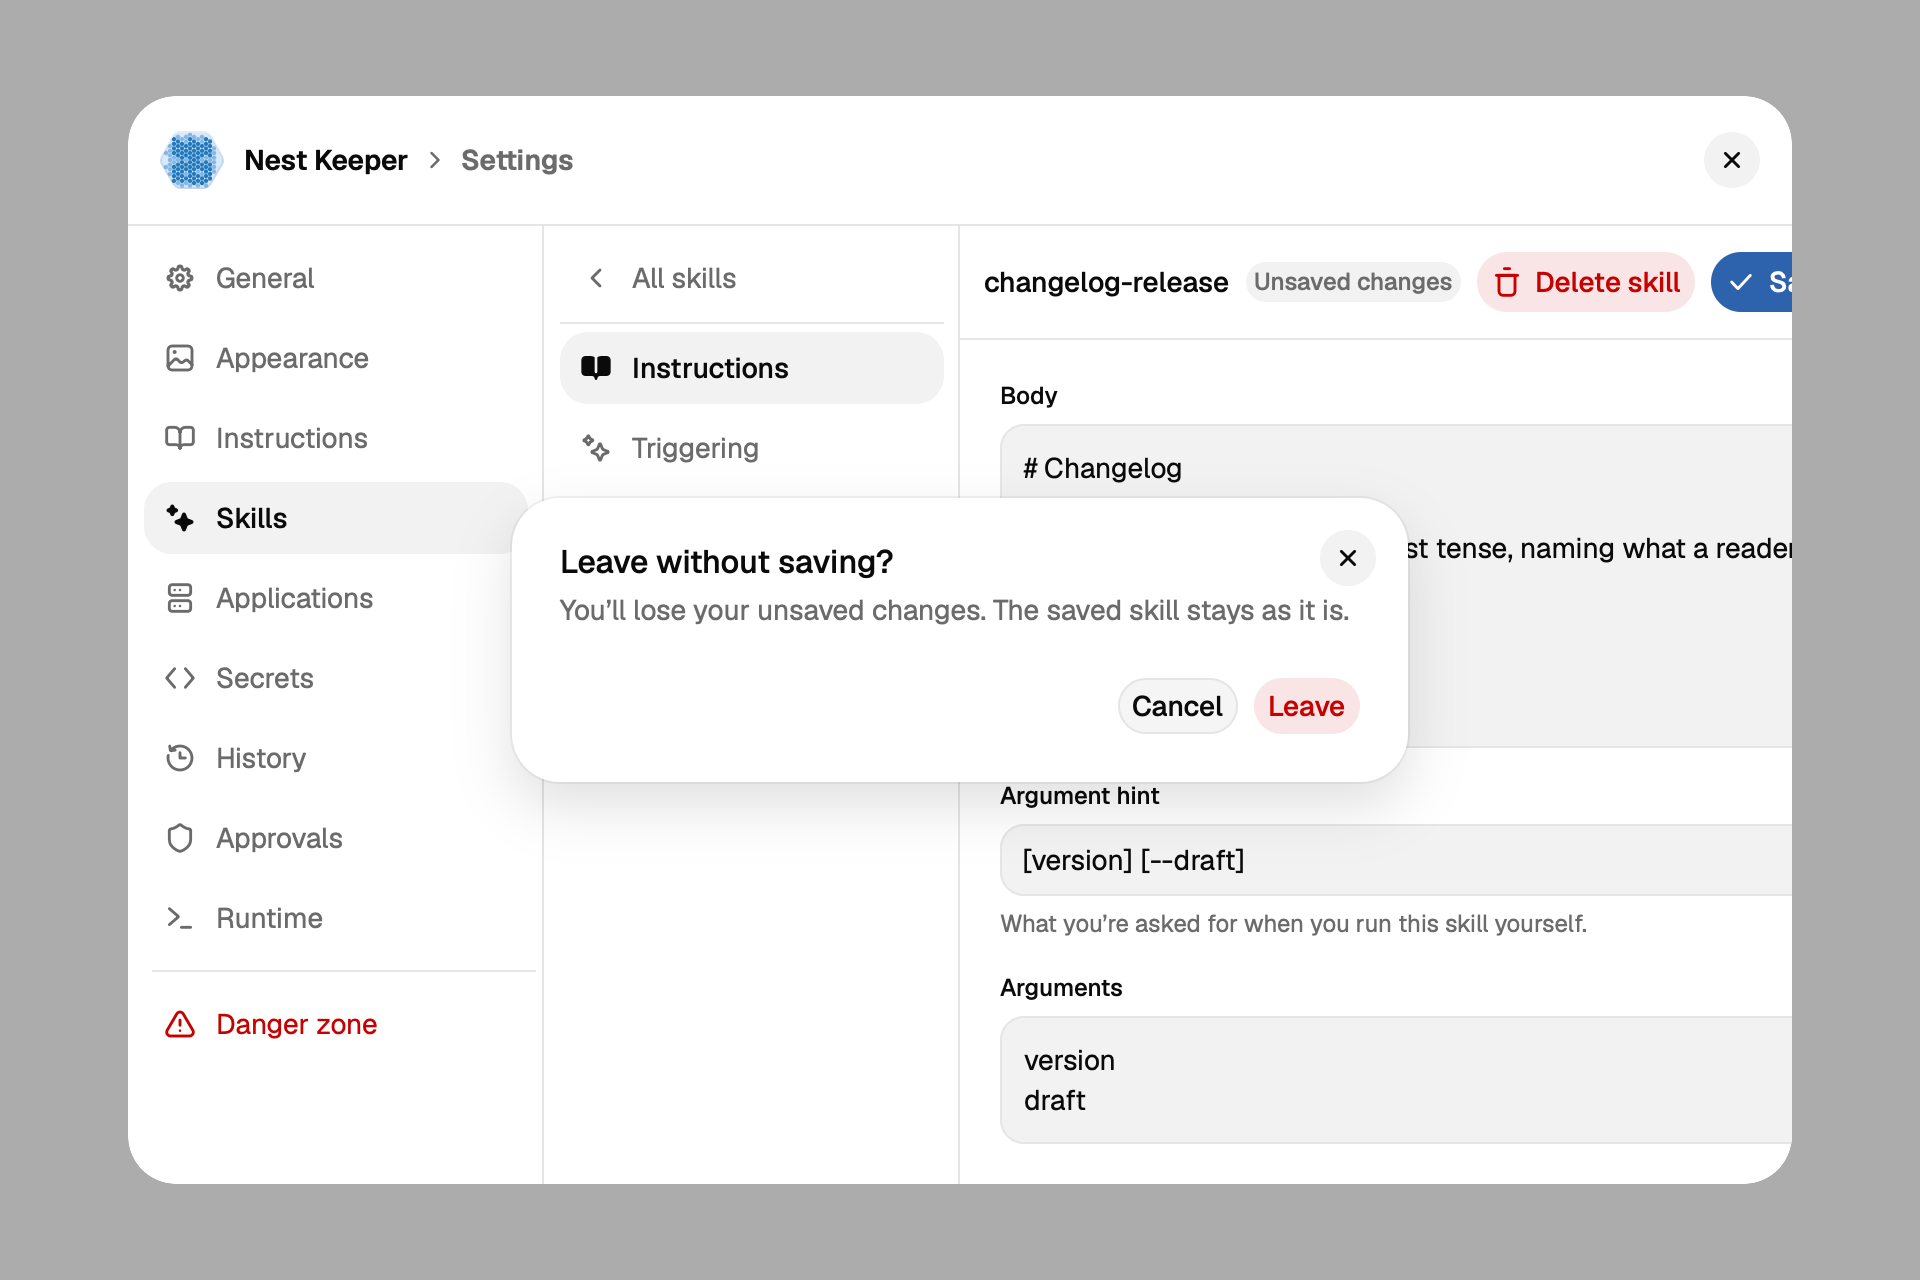 Nest Keeper > Settings
General
Appearance
Instructions
Skills
Applications
Secrets
History
Approvals
Runtime
Danger zone
All skills
Instructions
Triggering
changelog-release
Unsaved changes
Delete skill
Body
# Changelog
tense, naming what a reader
Leave without saving?
You’ll lose your unsaved changes. The saved skill stays as it is.
Cancel
Leave
Argument hint
[version] [--draft]
What you’re asked for when you run this skill yourself.
Arguments
version
draft